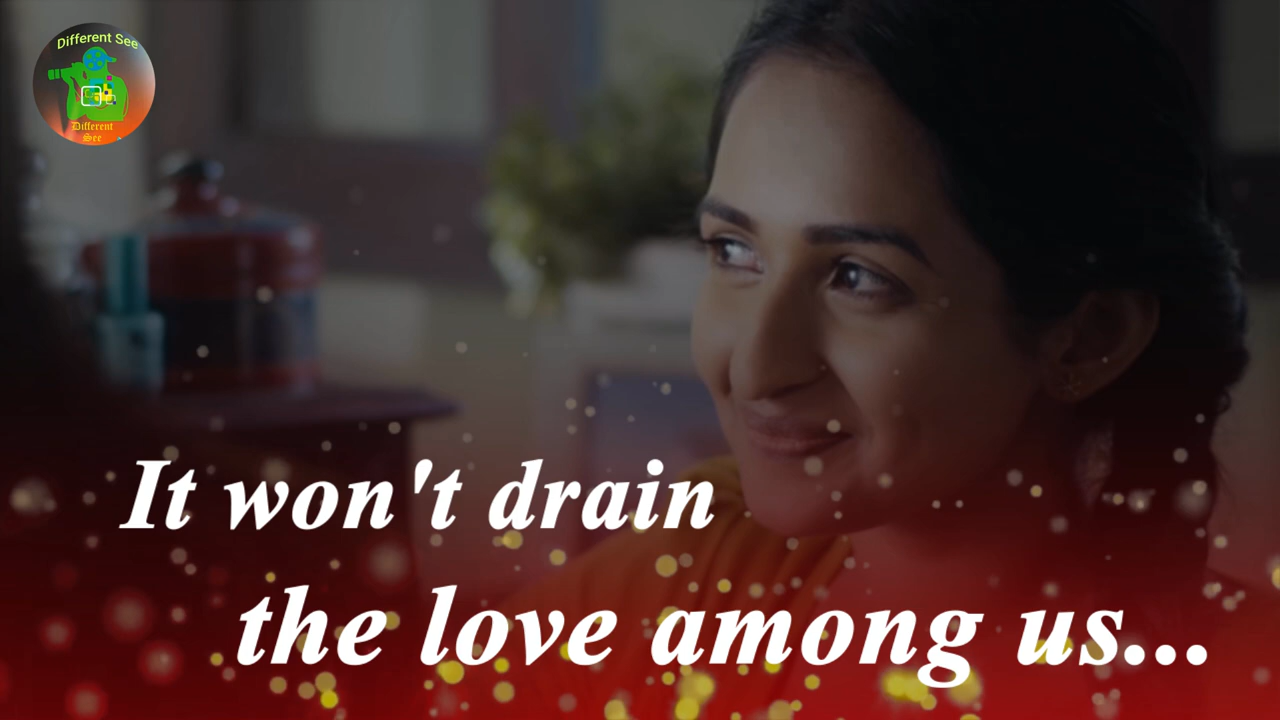 Different See
Different
See
It won't drain
the love among us...